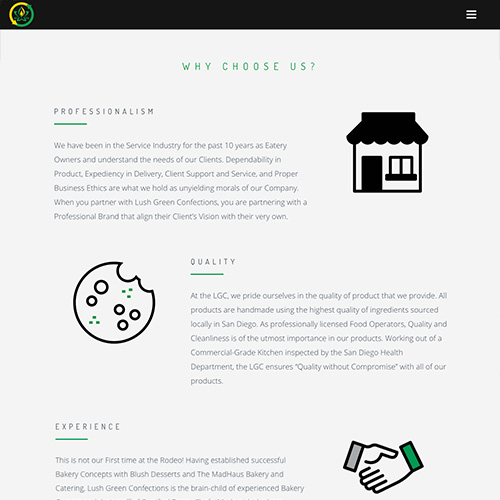 WHY CHOOSE US?
PROFESSIONALISM
We have been in the Service Industry for the past 10 years as Eatery
Owners and understand the needs of our Clients. Dependability in
Product, Expediency in Delivery, Client Support and Service, and Proper
Business Ethics are what we hold as unyielding morals of our Company.
When you partner with Lush Green Confections, you are partnering with a
Professional Brand that align their Client's Vision with their very own.
QUALITY
At the LGC, we pride ourselves in the quality of product that we provide. All
products are handmade using the highest quality of ingredients sourced
locally in San Diego. As professionally licensed Food Operators, Quality and
Cleanliness is of the utmost importance in our products. Working out of a
Commercial-Grade Kitchen inspected by the San Diego Health
Department, the LGC ensures “Quality without Compromise” with all of our
products.
EXPERIENCE
This is not our First time at the Rodeo! Having established successful
Bakery Concepts with Blush Desserts and The MadHaus Bakery and
Catering, Lush Green Confections is the brain-child of experienced Bakery